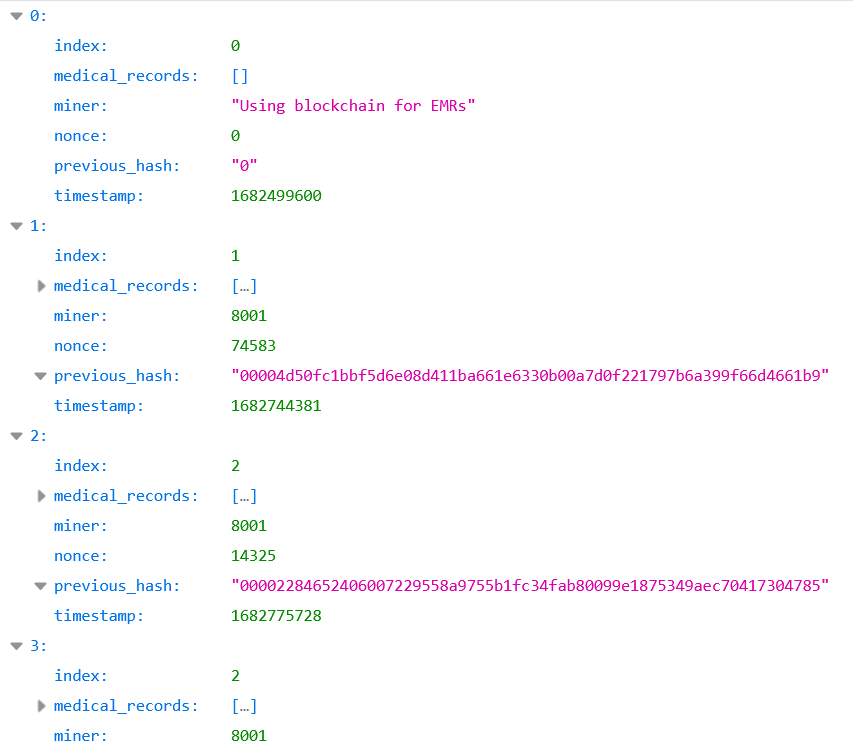 0:
index: 0
medical_records: []
miner: "Using blockchain for EMRs"
nonce: 0
previous_hash: "0"
timestamp: 1682499600
1:
index: 1
medical_records: […]
miner: 8001
nonce: 74583
previous_hash: "00004d50fc1bbf5d6e08d411ba661e6330b00a7d0f221797b6a399f66d4661b9"
timestamp: 1682744381
2:
index: 2
medical_records: […]
miner: 8001
nonce: 14325
previous_hash: "00002284652406007229558a9755b1fc34fab80099e1875349aec70417304785"
timestamp: 1682775728
3:
index: 2
medical_records: […]
miner: 8001